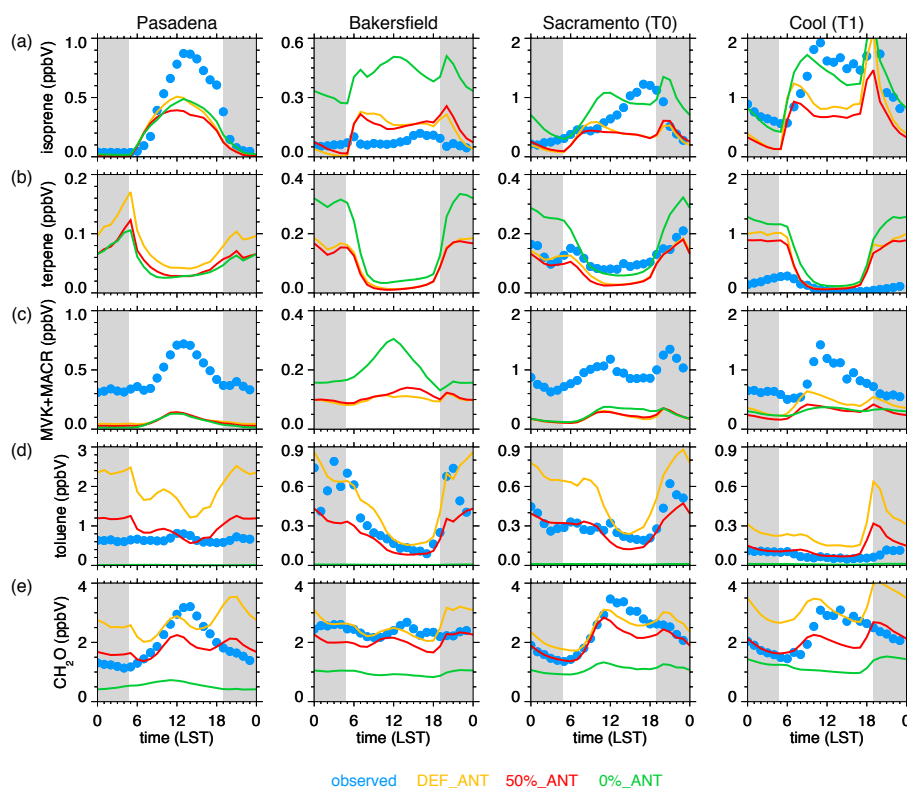 Pasadena Bakersfield Sacramento (T0) Cool (T1)
(a) isoprene (ppbV) 1.0 0.5 0.0 0.6 0.3 0.0 2 1 0 2 1 0
(b) terpene (ppbV) 0.2 0.1 0.0 0.4 0.2 0.0 0.4 0.2 0.0 2 1 0
(c) MVK+MACR (ppbV) 1.0 0.5 0.0 0.4 0.2 0.0 2 1 0 2 1 0
(d) toluene (ppbV) 3 2 1 0 0.9 0.6 0.3 0.0 0.9 0.6 0.3 0.0 0.9 0.6 0.3 0.0
(e) CH2O (ppbV) 4 2 0 4 2 0 4 2 0 4 2 0
0 6 12 18 0 0 6 12 18 0 0 6 12 18 0 0 6 12 18 0
time (LST) time (LST) time (LST) time (LST)
observed DEF_ANT 50%_ANT 0%_ANT